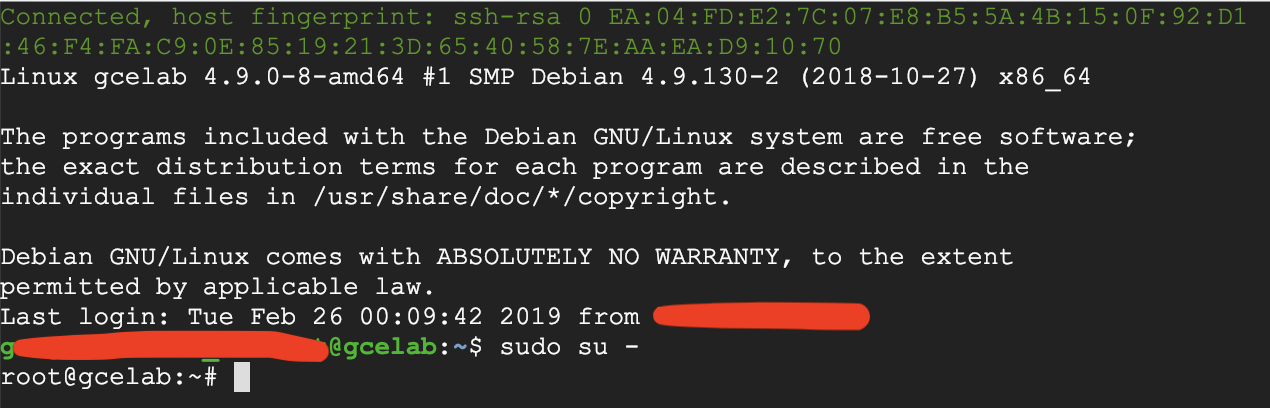 Connected, host fingerprint: ssh-rsa 0 EA:04:FD:E2:7C:07:E8:B5:5A:4B:15:0F:92:D1
:46:F4:FA:C9:0E:85:19:21:3D:65:40:58:7E:AA:EA:D9:10:70
Linux gcelab 4.9.0-8-amd64 #1 SMP Debian 4.9.130-2 (2018-10-27) x86_64
The programs included with the Debian GNU/Linux system are free software;
the exact distribution terms for each program are described in the
individual files in /usr/share/doc/*/copyright.
Debian GNU/Linux comes with ABSOLUTELY NO WARRANTY, to the extent
permitted by applicable law.
Last login: Tue Feb 26 00:09:42 2019 from
@gcelab:~$ sudo su -
root@gcelab:~#